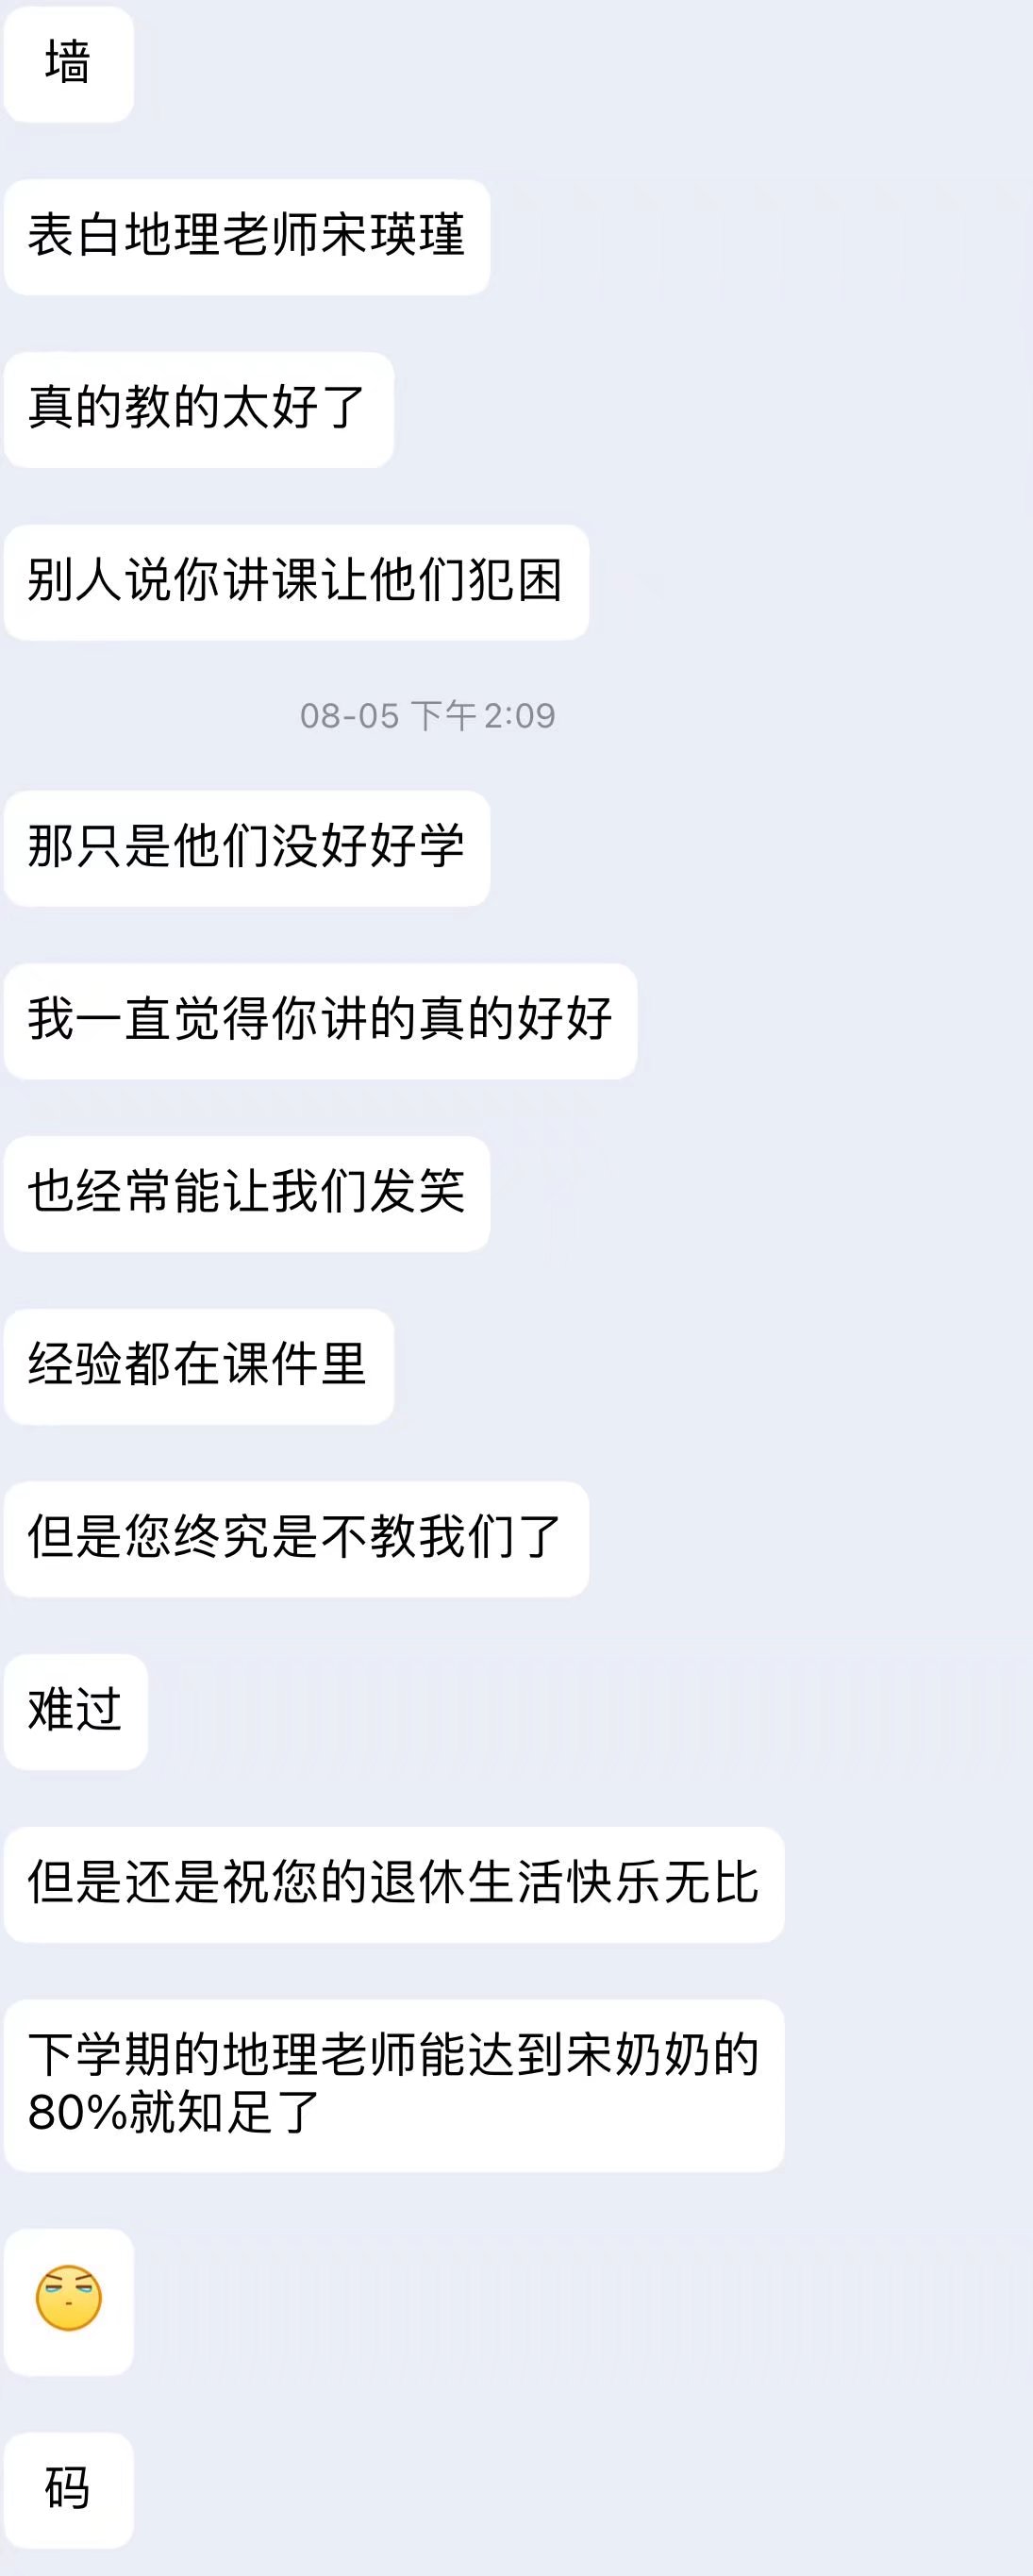 墙
表白地理老师宋瑛瑾
真的教的太好了
别人说你讲课让他们犯困
08-05 下午2:09
那只是他们没好好学
我一直觉得你讲的真的好好
也经常能让我们发笑
经验都在课件里
但是您终究是不教我们了
难过
但是还是祝您的退休生活快乐无比
下学期的地理老师能达到宋奶奶的
80%就知足了
码